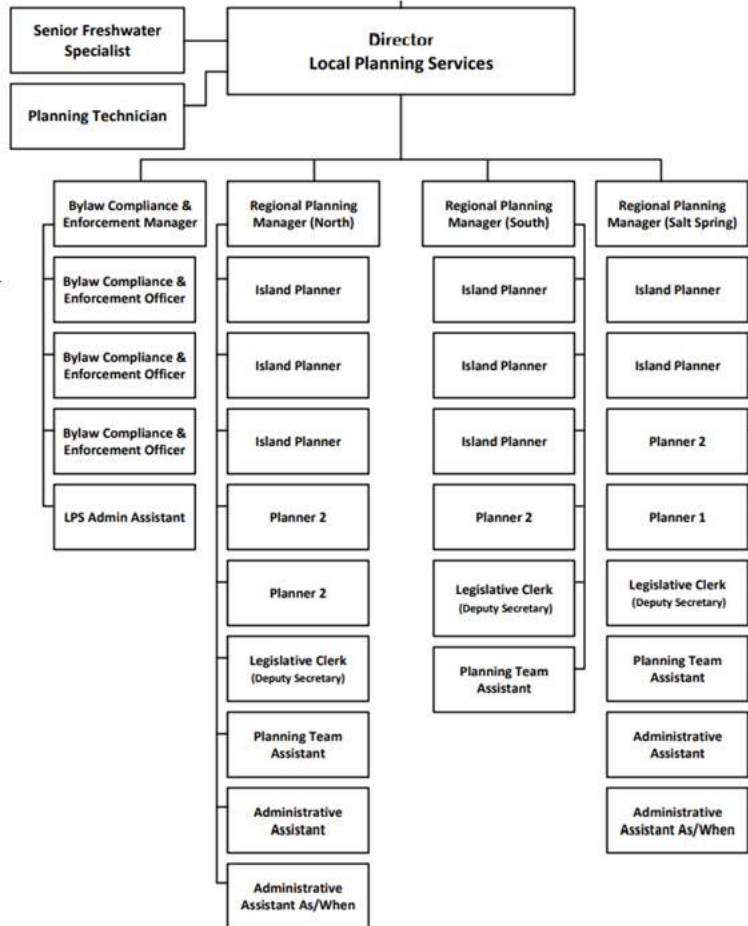 Senior Freshwater
Specialist
Planning Technician
Director
Local Planning Services
Bylaw Compliance &
Enforcement Manager
Bylaw Compliance &
Enforcement Officer
Bylaw Compliance &
Enforcement Officer
Bylaw Compliance &
Enforcement Officer
LPS Admin Assistant
Regional Planning
Manager (North)
Island Planner
Island Planner
Island Planner
Planner 2
Planner 2
Legislative Clerk
(Deputy Secretary)
Planning Team
Assistant
Administrative
Assistant
Administrative
Assistant As/When
Regional Planning
Manager (South)
Island Planner
Island Planner
Island Planner
Planner 2
Legislative Clerk
(Deputy Secretary)
Planning Team
Assistant
Regional Planning
Manager (Salt Spring)
Island Planner
Island Planner
Planner 2
Planner 1
Legislative Clerk
(Deputy Secretary)
Planning Team
Assistant
Administrative
Assistant
Administrative
Assistant As/When